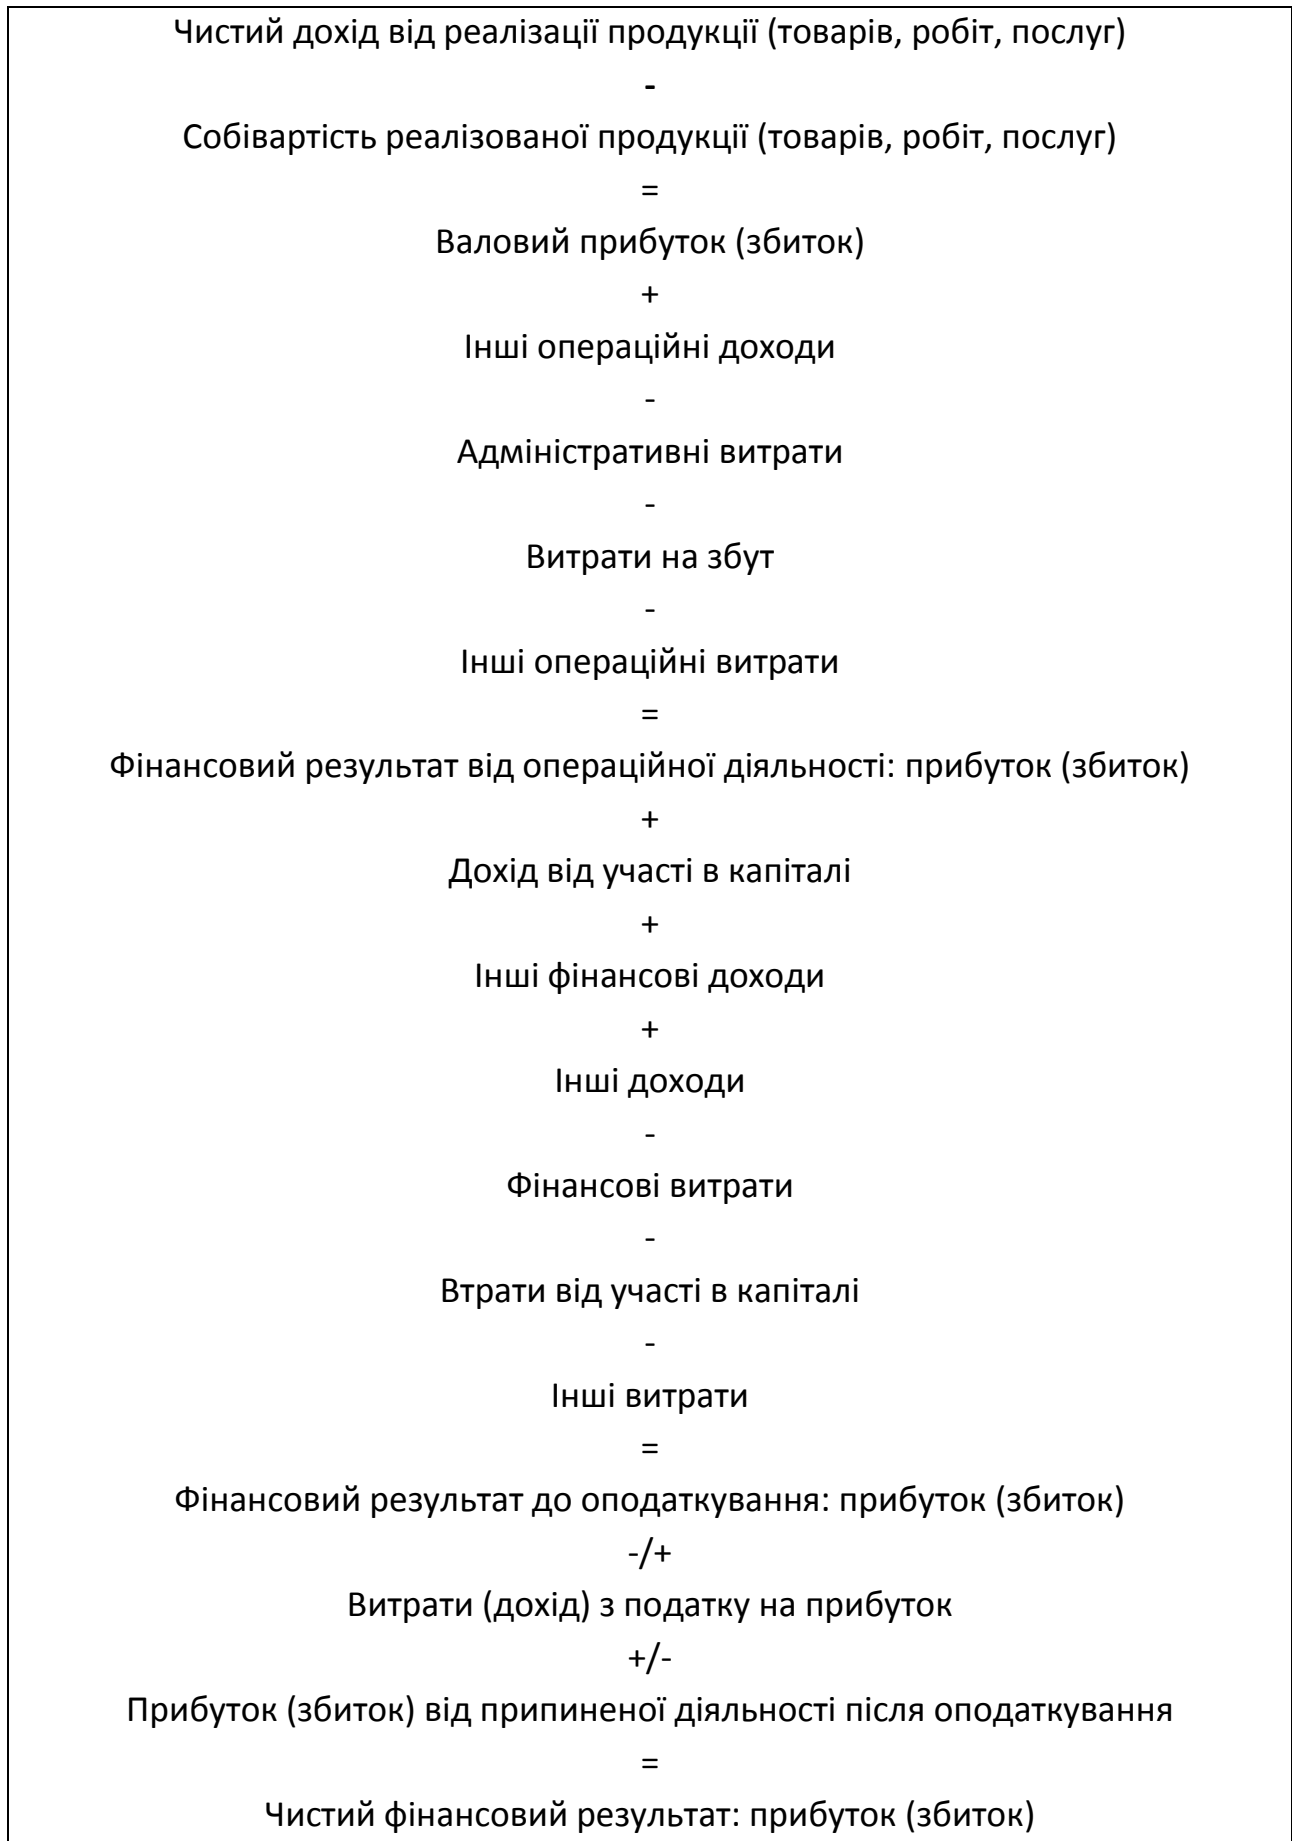 Чистий дохід від реалізації продукції (товарів, робіт, послуг)
-
Собівартість реалізованої продукції (товарів, робіт, послуг)
=
Валовий прибуток (збиток)
+
Інші операційні доходи
-
Адміністративні витрати
-
Витрати на збут
-
Інші операційні витрати
=
Фінансовий результат від операційної діяльності: прибуток (збиток)
+
Дохід від участі в капіталі
+
Інші фінансові доходи
+
Інші доходи
-
Фінансові витрати
-
Втрати від участі в капіталі
-
Інші витрати
=
Фінансовий результат до оподаткування: прибуток (збиток)
-/+
Витрати (дохід) з податку на прибуток
+/-
Прибуток (збиток) від припиненої діяльності після оподаткування
=
Чистий фінансовий результат: прибуток (збиток)